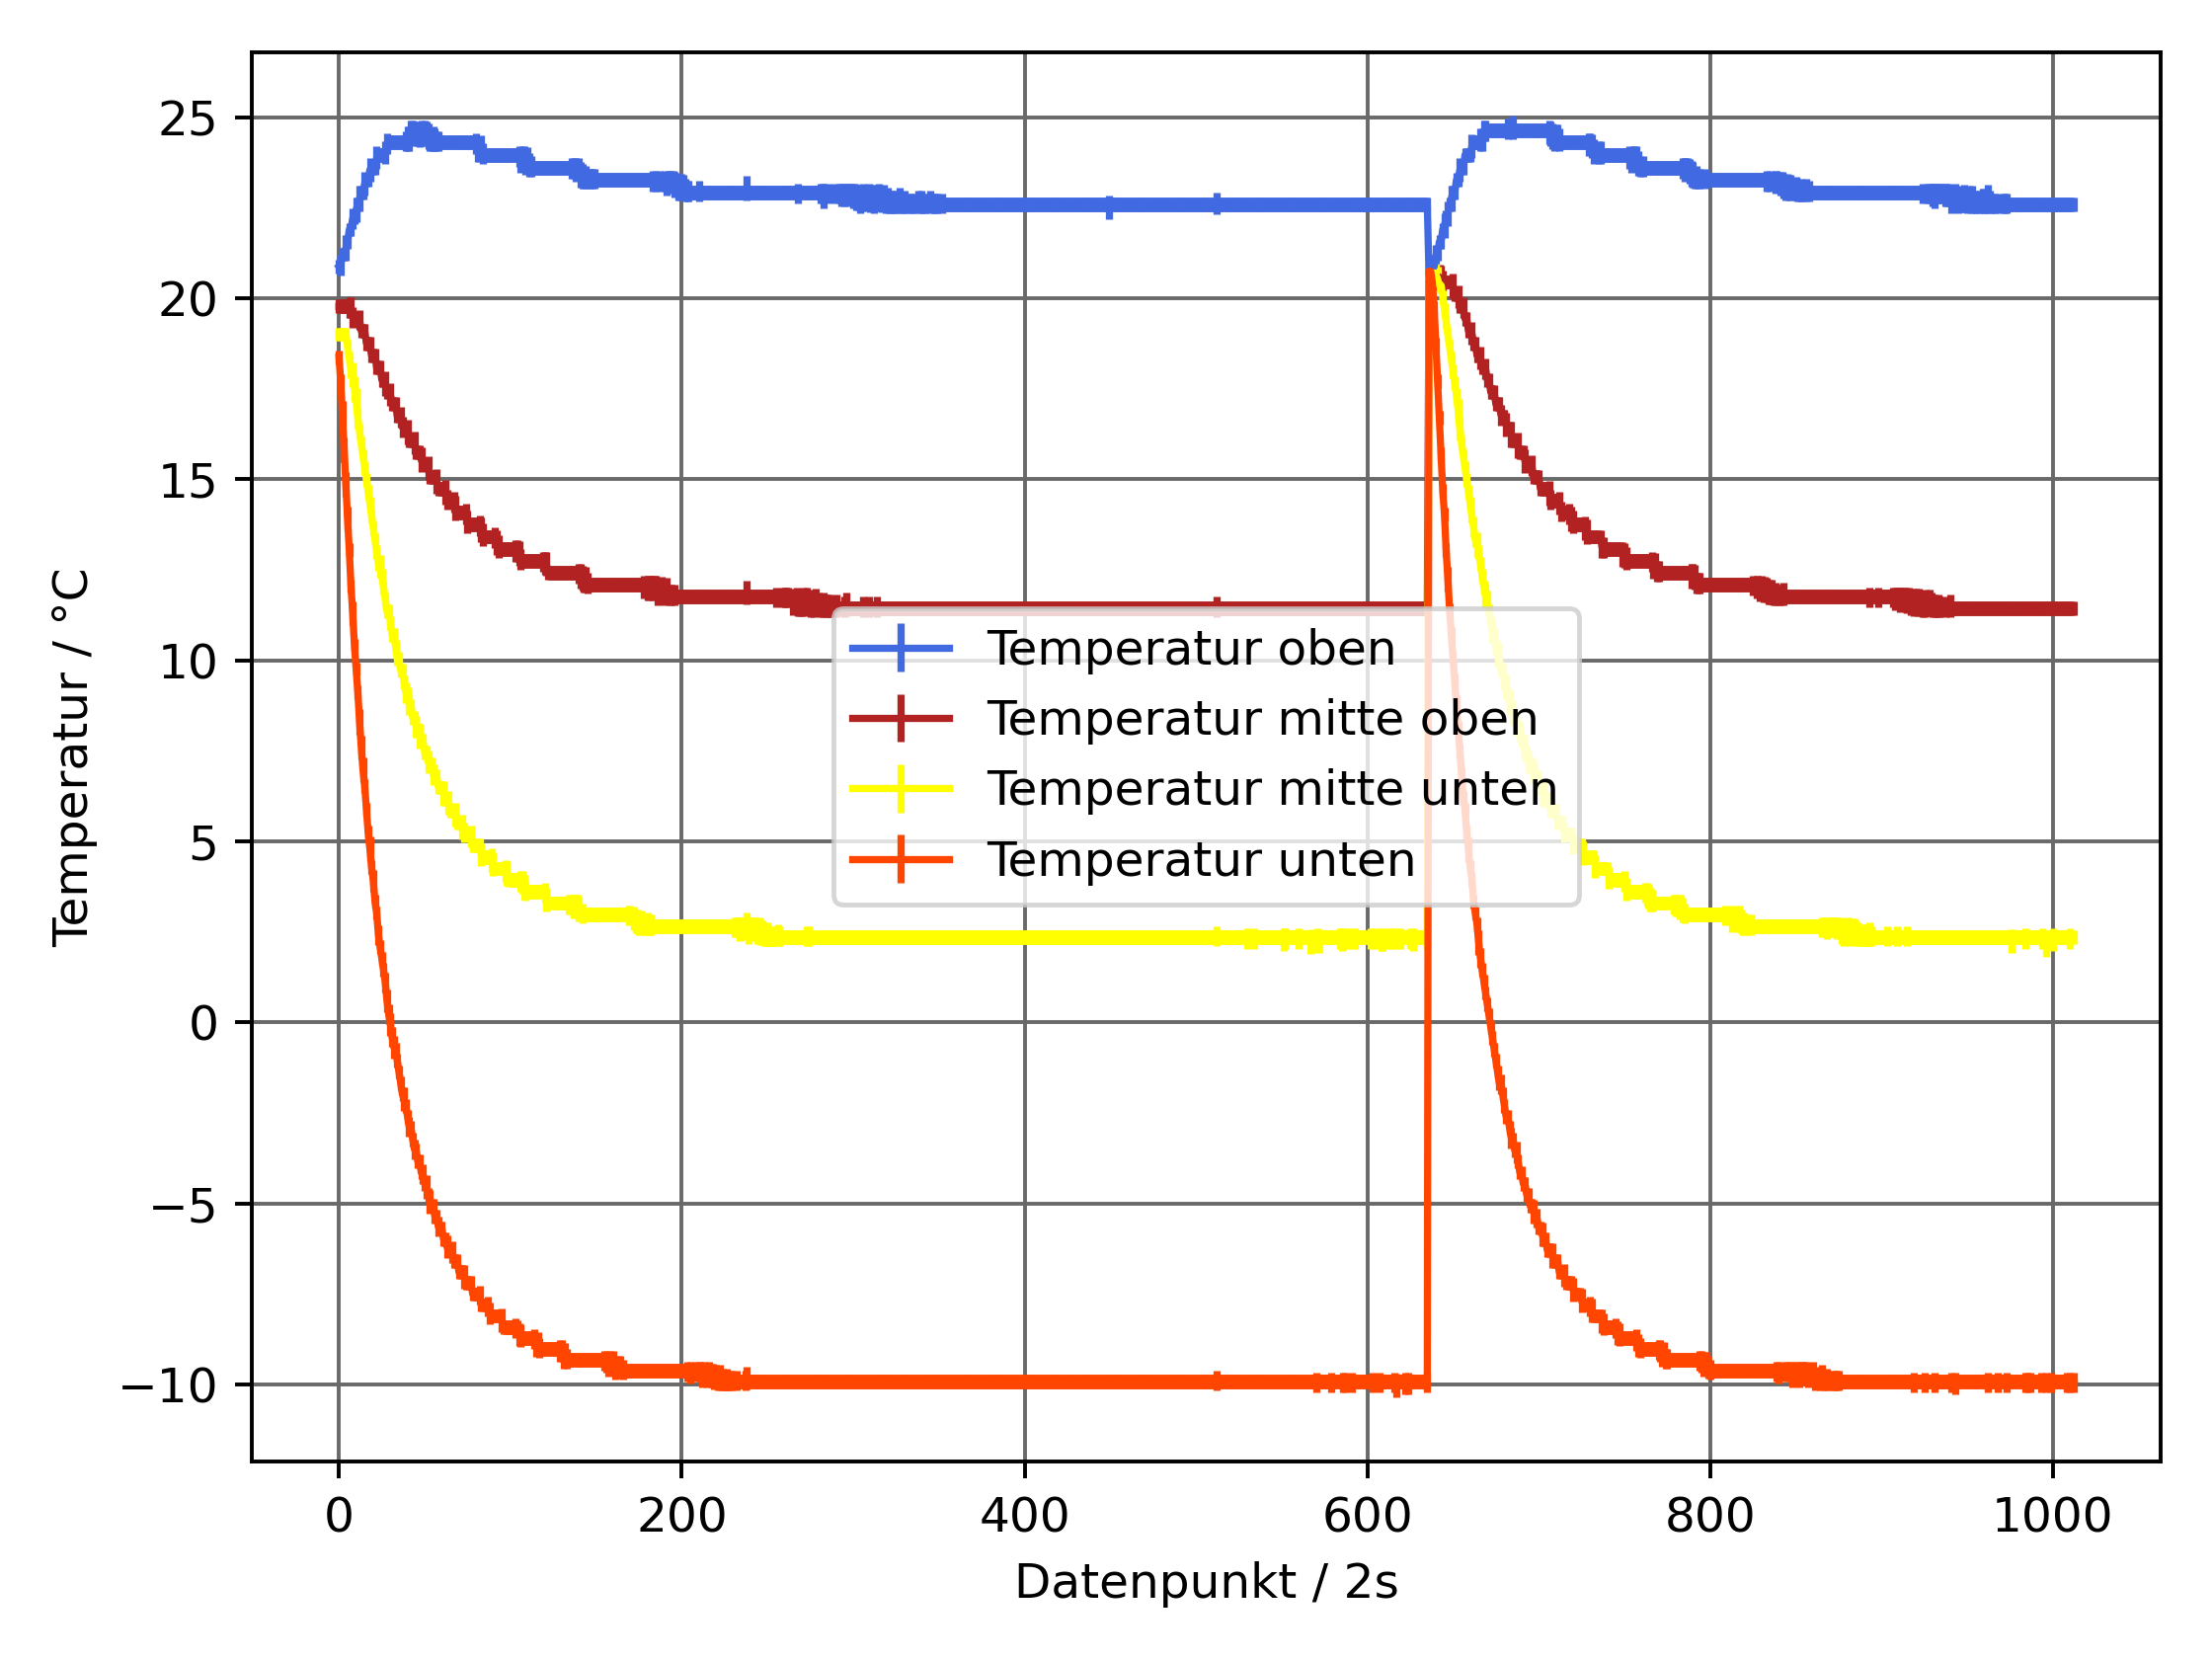 25
20
15
10
5
0
−5
−10
Temperatur / °C
Temperatur oben
Temperatur mitte oben
Temperatur mitte unten
Temperatur unten
0 200 400 600 800 1000
Datenpunkt / 2s